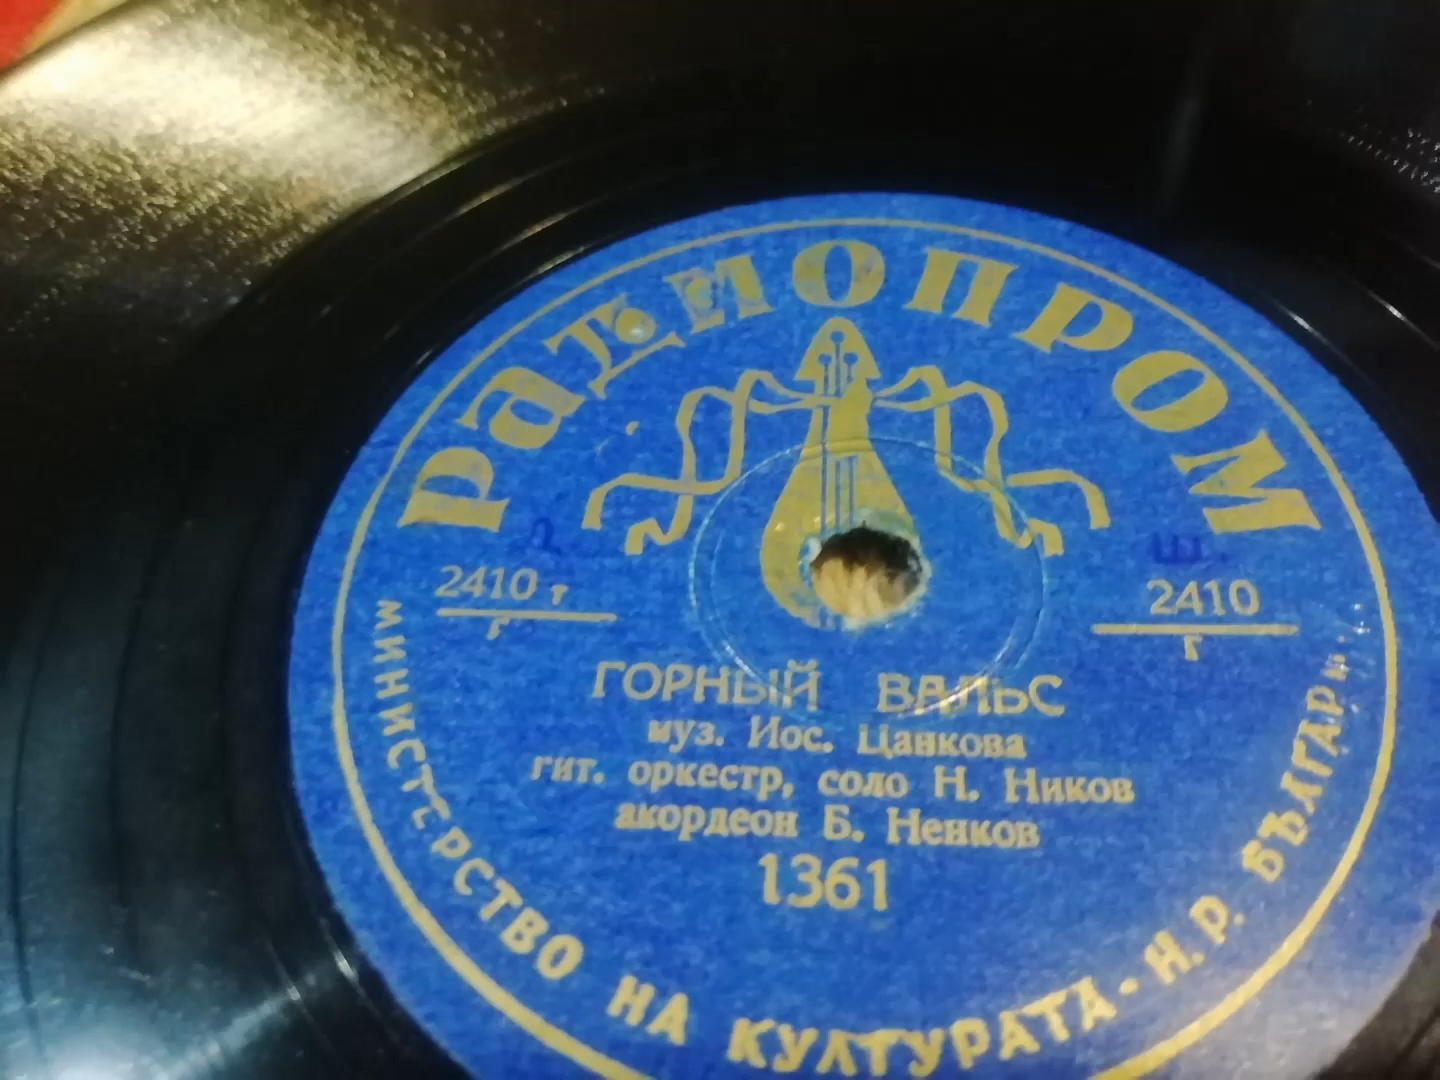 РАДИОПРОМ
2410 т
Г
2410
Г
ГОРНЫЙ ВАЛЬС
муз. Иос. Цанкова
гит. оркестр, соло Н. Ников
акордеон Б. Ненков
1361
МИНИСТЕРСТВО НА КУЛТУРАТА - Н. Р. БЪЛГАРИЯ